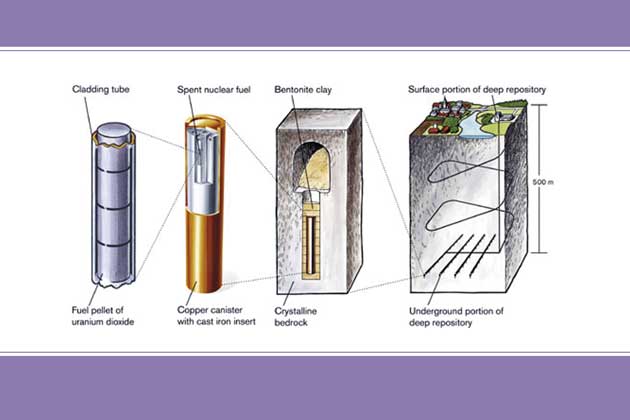 Cladding tube
Spent nuclear fuel
Bentonite clay
Surface portion of deep repository
500 m
Fuel pellet of
uranium dioxide
Copper canister
with cast iron insert
Crystalline
bedrock
Underground portion of
deep repository